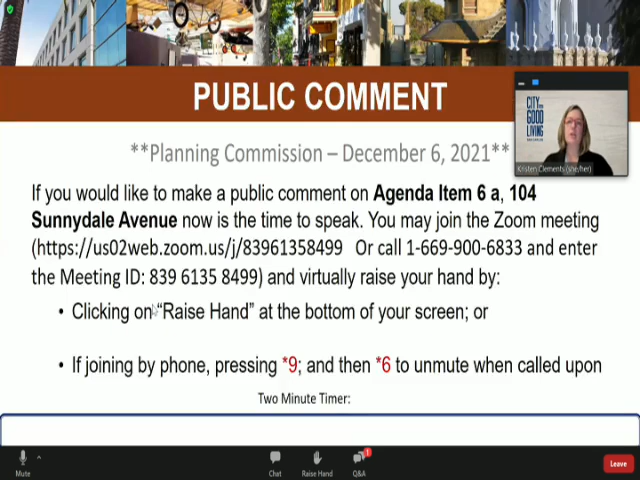 PUBLIC COMMENT
**Planning Commission – December 6, 2021**
CITY
GOOD
LIVING
Kristen Clements (she/her)
If you would like to make a public comment on Agenda Item 6 a, 104
Sunnydale Avenue now is the time to speak. You may join the Zoom meeting
(https://us02web.zoom.us/j/83961358499 Or call 1-669-900-6833 and enter
the Meeting ID: 839 6135 8499) and virtually raise your hand by:
• Clicking on “Raise Hand” at the bottom of your screen; or
• If joining by phone, pressing *9; and then *6 to unmute when called upon
Two Minute Timer:
Mute
Chat
Raise Hand
1
Q&A
Leave